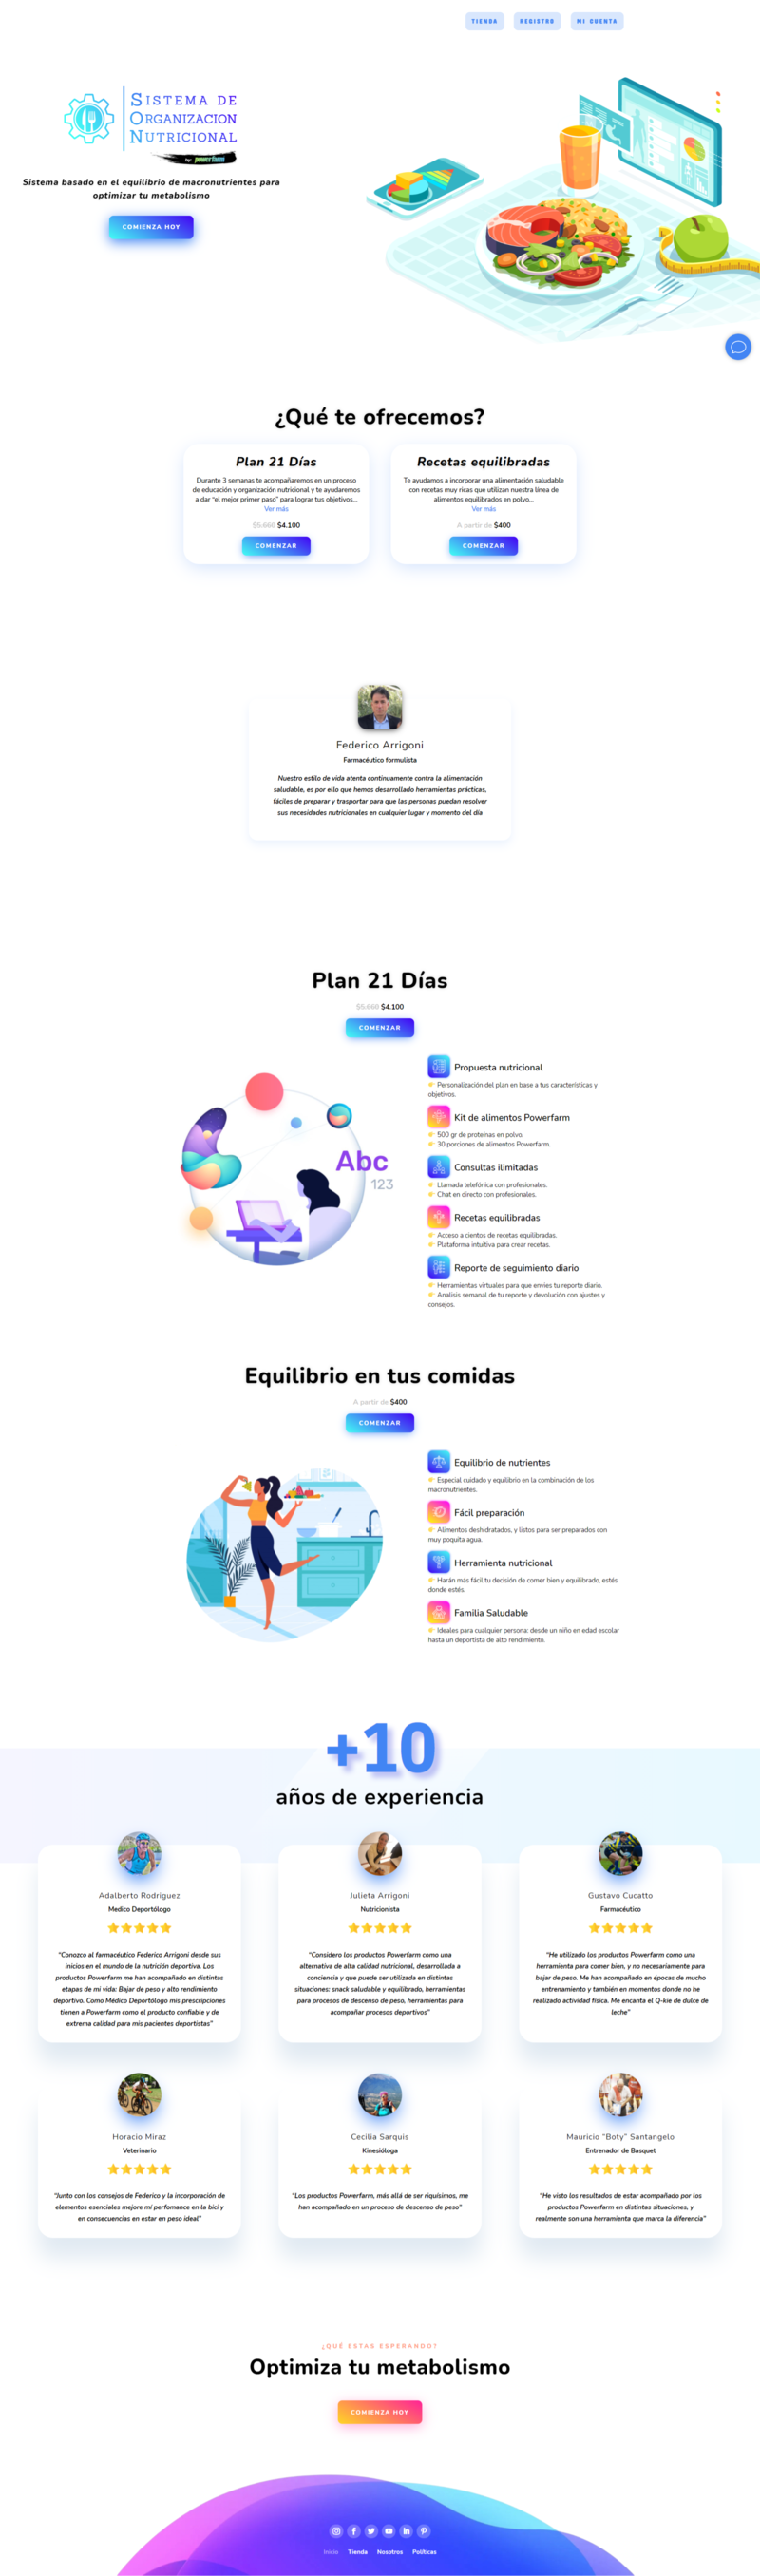 TIENDA
REGISTRO
MI CUENTA
SISTEMA DE
ORGANIZACION
NUTRICIONAL
by: powerfarm
Sistema basado en el equilibrio de macronutrientes para
optimizar tu metabolismo
COMIENZA HOY
¿Qué te ofrecemos?
Plan 21 Días
Durante 3 semanas te acompañaremos en un proceso
de educación y organización nutricional y te ayudaremos
a dar "el mejor primer paso" para lograr tus objetivos...
Ver más
$5.660 $4.100
COMENZAR
Recetas equilibradas
Te ayudamos a incorporar una alimentación saludable
con recetas muy ricas que utilizan nuestra línea de
alimentos equilibrados en polvo...
Ver más
A partir de $400
COMENZAR
Federico Arrigoni
Farmacéutico formulista
Nuestro estilo de vida atenta continuamente contra la alimentación
saludable, es por ello que hemos desarrollado herramientas prácticas,
fáciles de preparar y trasportar para que las personas puedan resolver
sus necesidades nutricionales en cualquier lugar y momento del día
Plan 21 Días
$5.660 $4.100
COMENZAR
Abc
123
Propuesta nutricional
👉 Personalización del plan en base a tus características y
objetivos.
Kit de alimentos Powerfarm
👉 500 gr de proteínas en polvo.
👉 30 porciones de alimentos Powerfarm.
Consultas ilimitadas
👉 Llamada telefónica con profesionales.
👉 Chat en directo con profesionales.
Recetas equilibradas
👉 Acceso a cientos de recetas equilibradas.
👉 Plataforma intuitiva para crear recetas.
Reporte de seguimiento diario
👉 Herramientas virtuales para que envies tu reporte diario.
👉 Analisis semanal de tu reporte y devolución con ajustes y
consejos.
Equilibrio en tus comidas
A partir de $400
COMENZAR
Equilibrio de nutrientes
👉 Especial cuidado y equilibrio en la combinación de los
macronutrientes.
Fácil preparación
👉 Alimentos deshidratados, y listos para ser preparados con
muy poquita agua.
Herramienta nutricional
👉 Harán más fácil tu decisión de comer bien y equilibrado, estés
donde estés.
Familia Saludable
👉 Ideales para cualquier persona: desde un niño en edad escolar
hasta un deportista de alto rendimiento.
+10
años de experiencia
Adalberto Rodriguez
Medico Deportólogo
"Conozco al farmacéutico Federico Arrigoni desde sus
inicios en el mundo de la nutrición deportiva. Los
productos Powerfarm me han acompañado en distintas
etapas de mi vida: Bajar de peso y alto rendimiento
deportivo. Como Médico Deportólogo mis prescripciones
tienen a Powerfarm como el producto confiable y de
extrema calidad para mis pacientes deportistas"
Julieta Arrigoni
Nutricionista
"Considero los productos Powerfarm como una
alternativa de alta calidad nutricional, desarrollada a
conciencia y que puede ser utilizada en distintas
situaciones: snack saludable y equilibrado, herramientas
para procesos de descenso de peso, herramientas para
acompañar procesos deportivos"
Gustavo Cucatto
Farmacéutico
"He utilizado los productos Powerfarm como una
herramienta para comer bien, y no necesariamente para
bajar de peso. Me han acompañado en épocas de mucho
entrenamiento y también en momentos donde no he
realizado actividad física. Me encanta el Q-kie de dulce de
leche"
Horacio Miraz
Veterinario
"Junto con los consejos de Federico y la incorporación de
elementos esenciales mejore mí perfomance en la bici y
en consecuencias en estar en peso ideal"
Cecilia Sarquis
Kinesióloga
"Los productos Powerfarm, más allá de ser riquísimos, me
han acompañado en un proceso de descenso de peso"
Mauricio "Boty" Santangelo
Entrenador de Basquet
"He visto los resultados de estar acompañado por los
productos Powerfarm en distintas situaciones, y
realmente son una herramienta que marca la diferencia"
¿QUÉ ESTAS ESPERANDO?
Optimiza tu metabolismo
COMIENZA HOY
Inicio
Tienda
Nosotros
Políticas